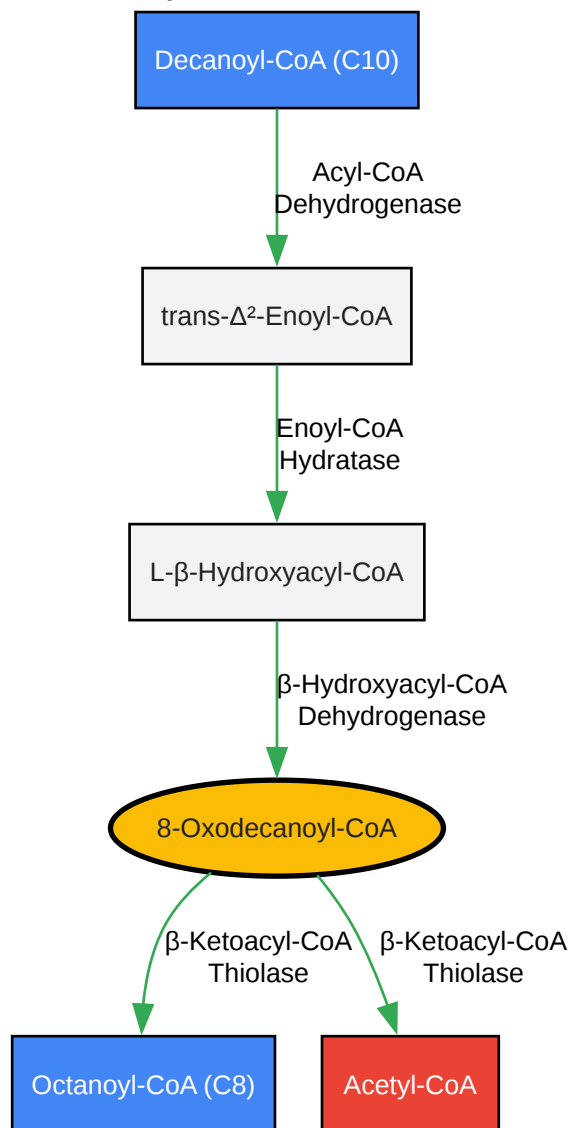 Decanoyl-CoA (C10)
Acyl-CoA
Dehydrogenase
trans-Δ²-Enoyl-CoA
Enoyl-CoA
Hydratase
L-β-Hydroxyacyl-CoA
β-Hydroxyacyl-CoA
Dehydrogenase
8-Oxodecanoyl-CoA
β-Ketoacyl-CoA
Thiolase
β-Ketoacyl-CoA
Thiolase
Octanoyl-CoA (C8)
Acetyl-CoA